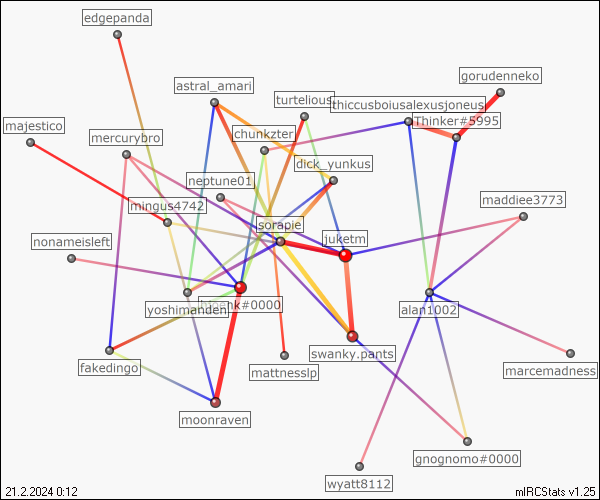 edgepanda
gorudenneko
astral_amari
turtelious
thiccusboiusalexusjoneus
Thinker#5995
majestico
mercurybro
chunkzter
dick_yunkus
neptune01
maddiee3773
mingus4742
sorapie
nonameisleft
juketm
yoshimanden
#0000
alan1002
swanky.pants
fakedingo
mattnesslp
marcemadness
moonraven
gnognomo#0000
wyatt8112
21.2.2024 0:12
mIRCStats v1.25